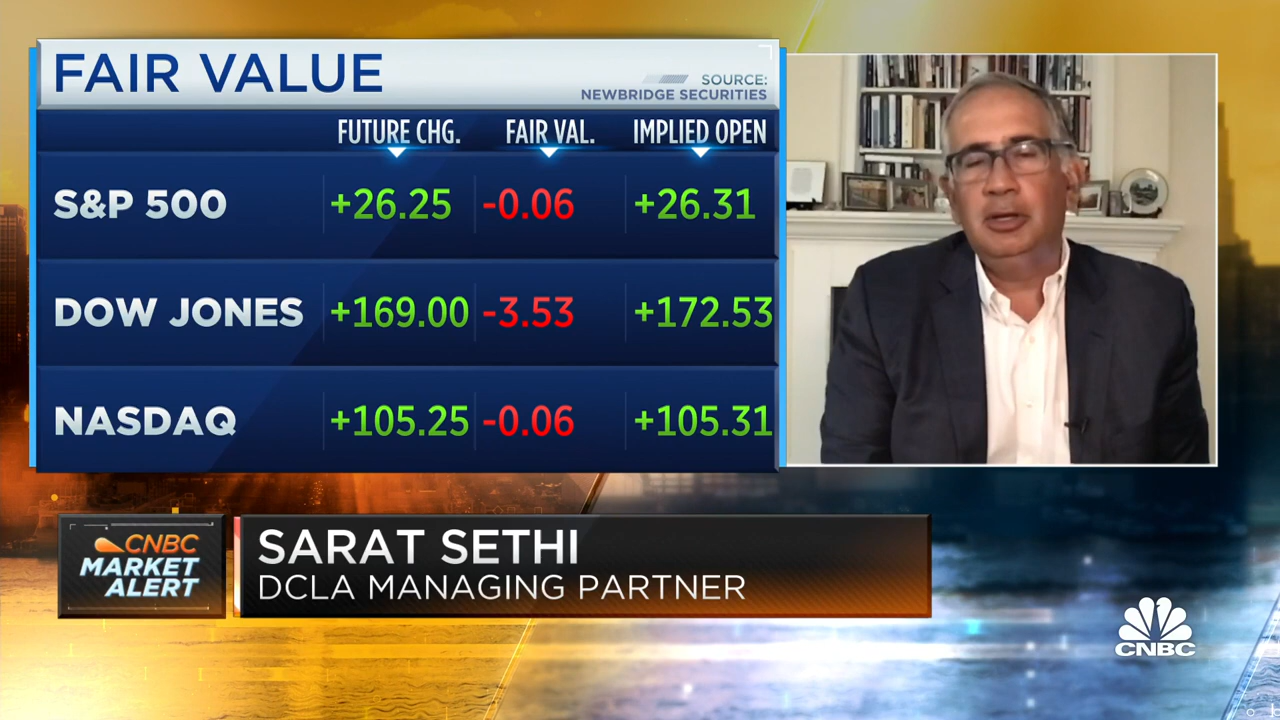 FAIR VALUE
SOURCE:
NEWBRIDGE SECURITIES
FUTURE CHG. FAIR VAL. IMPLIED OPEN
S&P 500 +26.25 -0.06 +26.31
DOW JONES +169.00 -3.53 +172.53
NASDAQ +105.25 -0.06 +105.31
CNBC
MARKET
ALERT
SARAT SETHI
DCLA MANAGING PARTNER
CNBC